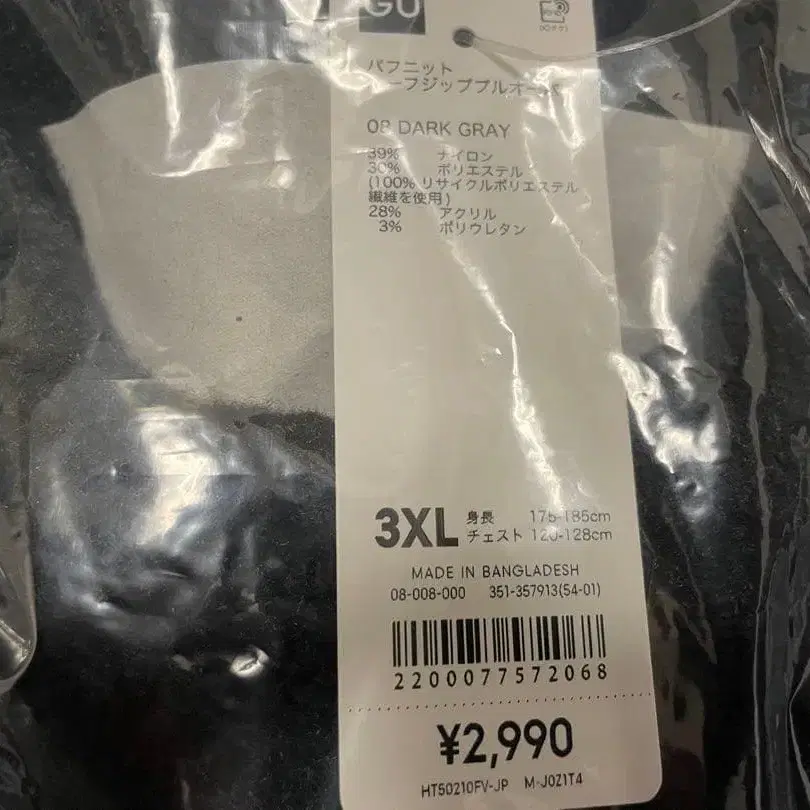 GU
パフニット
ーフジッププルオーバ
08 DARK GRAY
39% ナイロン
30% ポリエステル
(100% リサイクルポリエステル
繊維を使用)
28% アクリル
3% ポリウレタン
3XL 身長 175-185cm
チェスト 120-128cm
MADE IN BANGLADESH
08-008-000 351-357913(54-01)
2200077572068
¥2,990
HT50210FV-JP M-J0Z1T4